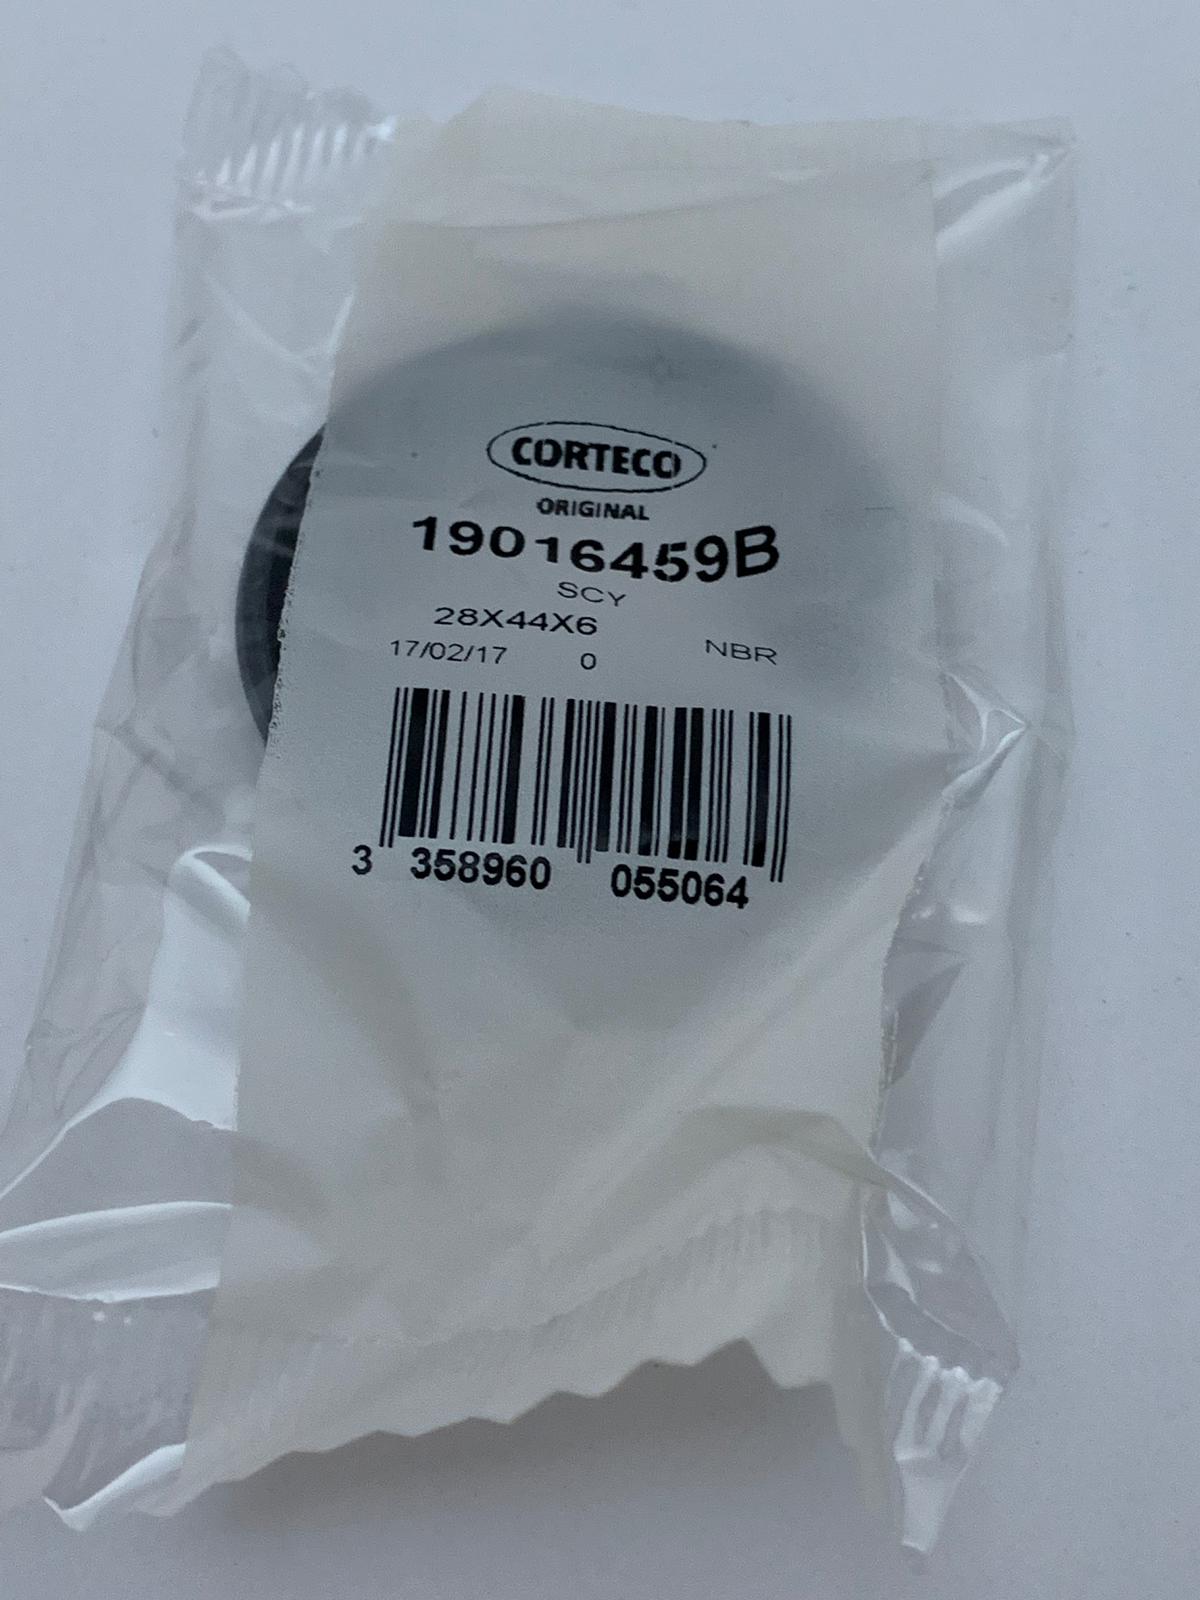 CORTECO
ORIGINAL
19016459B
SCY
28X44X6
17/02/17 0 NBR
3 358960 055064